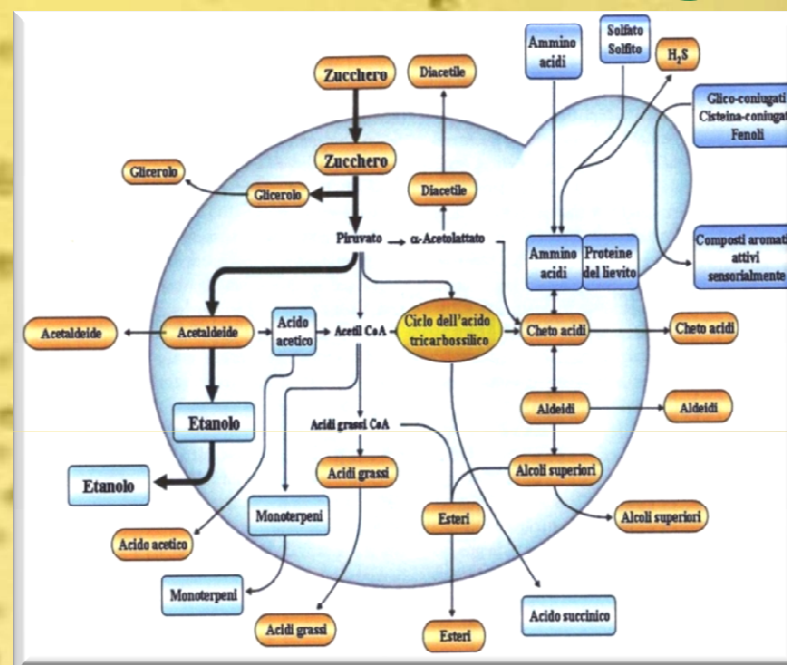 Zucchero
Diacetile
Ammino
acidi
Solfato
Solfito
H₂S
Glico-coniugati
Cisteina-coniugat
Fenoli
Zucchero
Glicerolo
Glicerolo
Diacetile
Piruvato
α-Acetolattato
Ammino
acidi
Proteine
del lievito
Composti aromati
attivi
sensorialmente
Acetaldeide
Acetaldeide
Acido
acetico
Acetil CoA
Ciclo dell'acido
tricarbossilico
Cheto acidi
Cheto acidi
Etanolo
Acidi grassi CoA
Aldeidi
Aldeidi
Etanolo
Acidi grassi
Alcoli superiori
Monoterpeni
Esteri
Alcoli superiori
Acido acetico
Monoterpeni
Acidi grassi
Esteri
Acido succinico